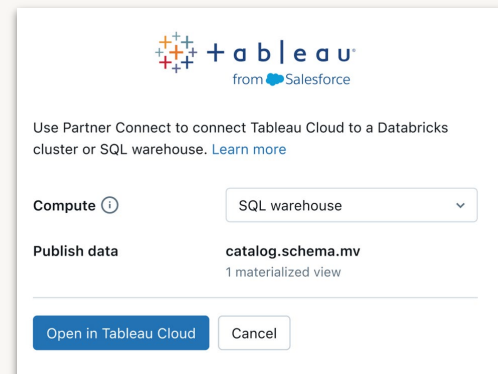 +ableau
from Salesforce
Use Partner Connect to connect Tableau Cloud to a Databricks
cluster or SQL warehouse. Learn more
Compute
SQL warehouse
Publish data
catalog.schema.mv
1 materialized view
Open in Tableau Cloud
Cancel